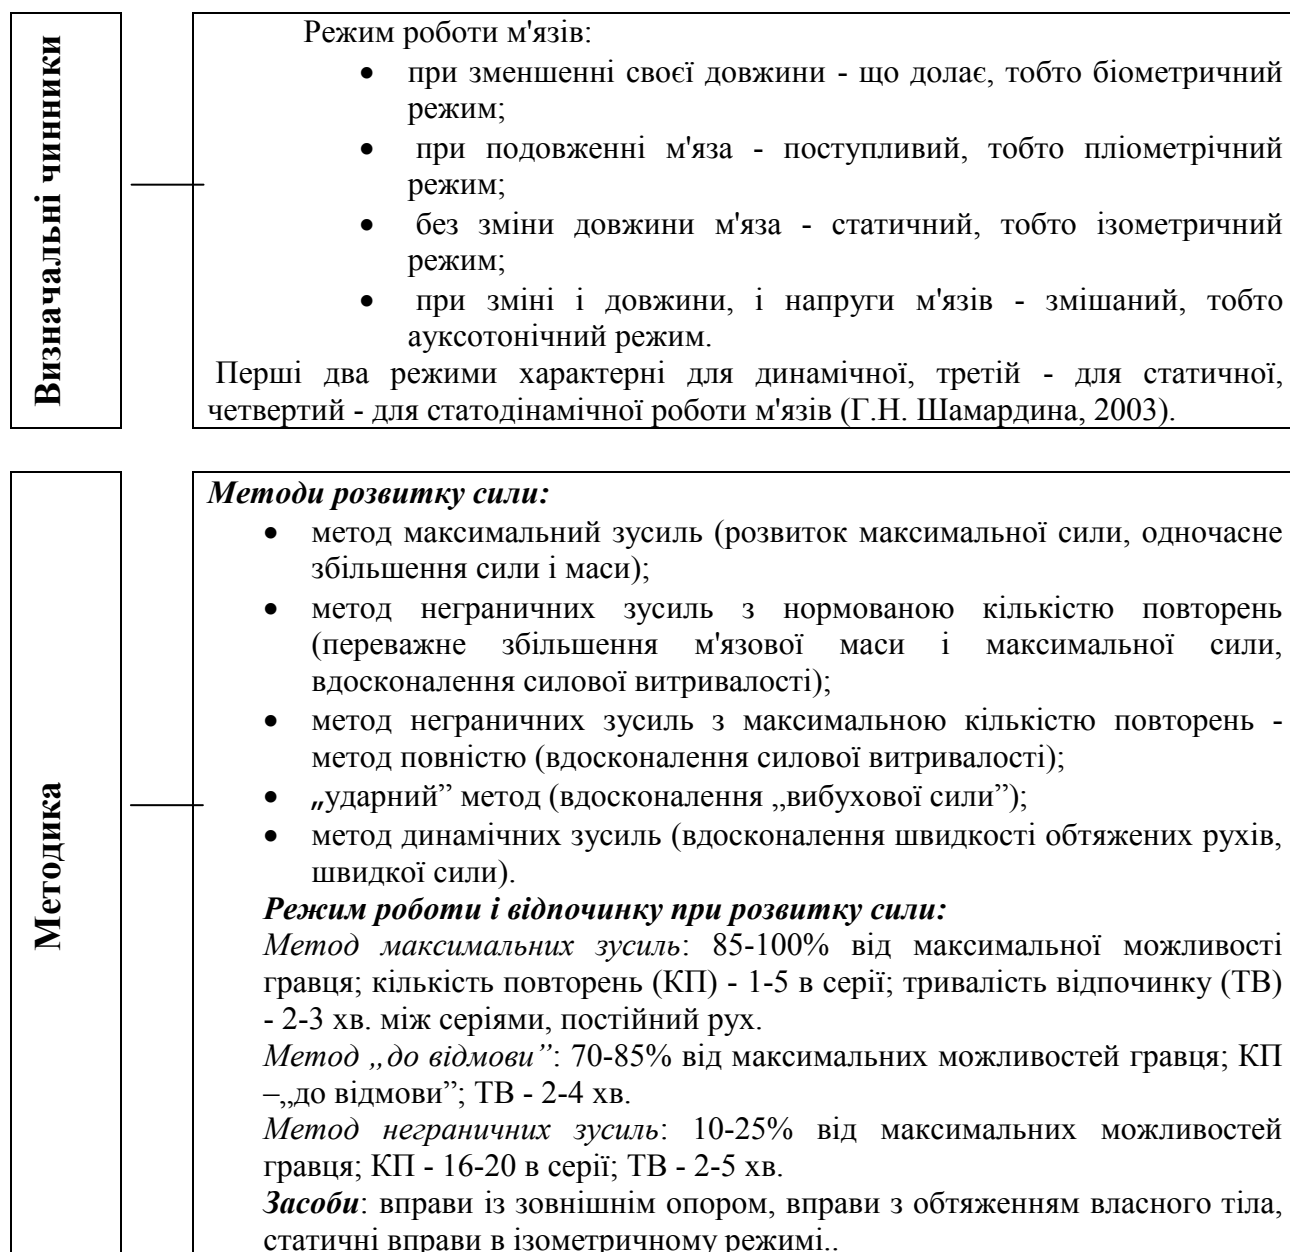 Визначальні чинники
Режим роботи м'язів:
• при зменшенні своєї довжини - що долає, тобто біометричний
режим;
• при подовженні м'яза - поступливий, тобто пліометрічний
режим;
• без зміни довжини м'яза - статичний, тобто ізометричний
режим;
• при зміні і довжини, і напруги м'язів - змішаний, тобто
ауксотонічний режим.
Перші два режими характерні для динамічної, третій - для статичної,
четвертий - для статодінамічної роботи м'язів (Г.Н. Шамардина, 2003).
Методика
Методи розвитку сили:
• метод максимальний зусиль (розвиток максимальної сили, одночасне
збільшення сили і маси);
• метод неграничних зусиль з нормованою кількістю повторень
(переважне збільшення м'язової маси і максимальної сили,
вдосконалення силової витривалості);
• метод неграничних зусиль з максимальною кількістю повторень -
метод повністю (вдосконалення силової витривалості);
• „ударний” метод (вдосконалення „вибухової сили”);
• метод динамічних зусиль (вдосконалення швидкості обтяжених рухів,
швидкої сили).
Режим роботи і відпочинку при розвитку сили:
Метод максимальних зусиль: 85-100% від максимальної можливості
гравця; кількість повторень (КП) - 1-5 в серії; тривалість відпочинку (ТВ)
- 2-3 хв. між серіями, постійний рух.
Метод „до відмови”: 70-85% від максимальних можливостей гравця; КП
–„до відмови”; ТВ - 2-4 хв.
Метод неграничних зусиль: 10-25% від максимальних можливостей
гравця; КП - 16-20 в серії; ТВ - 2-5 хв.
Засоби: вправи із зовнішнім опором, вправи з обтяженням власного тіла,
статичні вправи в ізометричному режимі..